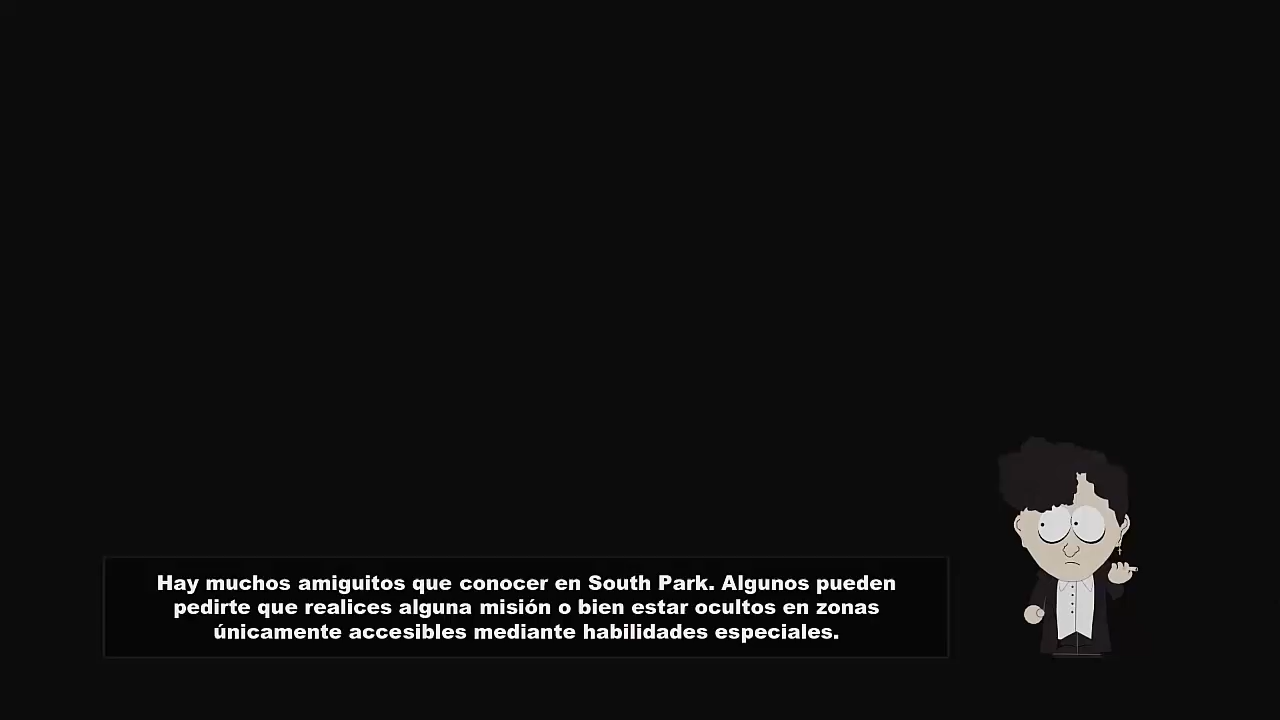 Hay muchos amiguitos que conocer en South Park. Algunos pueden
pedirte que realices alguna misión o bien estar ocultos en zonas
únicamente accesibles mediante habilidades especiales.